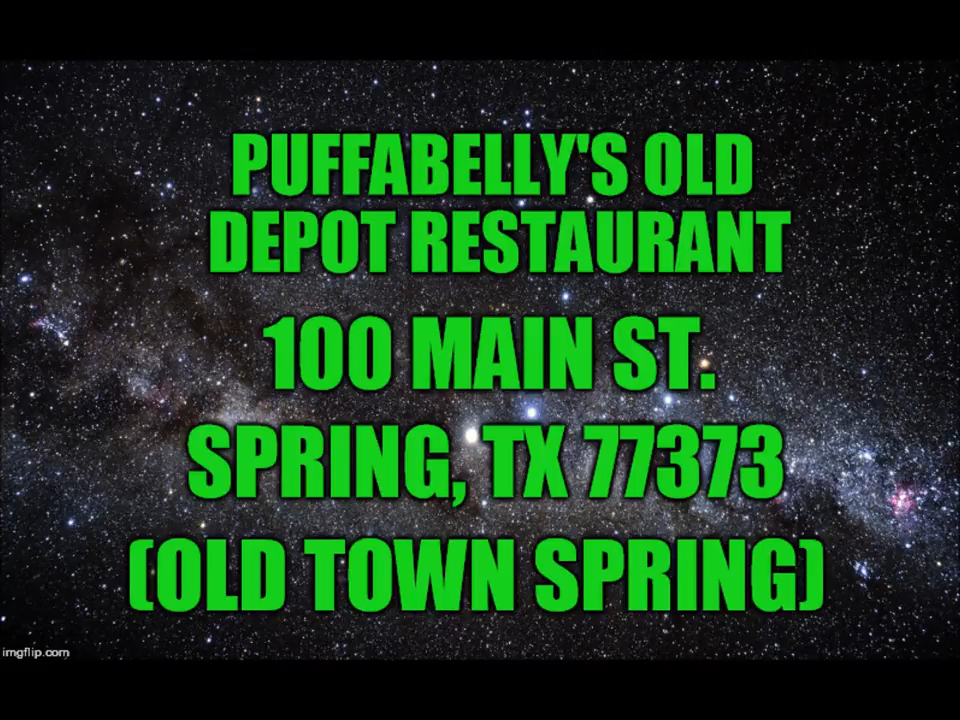 PUFFABELLY'S OLD
DEPOT RESTAURANT
100 MAIN ST.
SPRING, TX 77373
(OLD TOWN SPRING)
imgflip.com